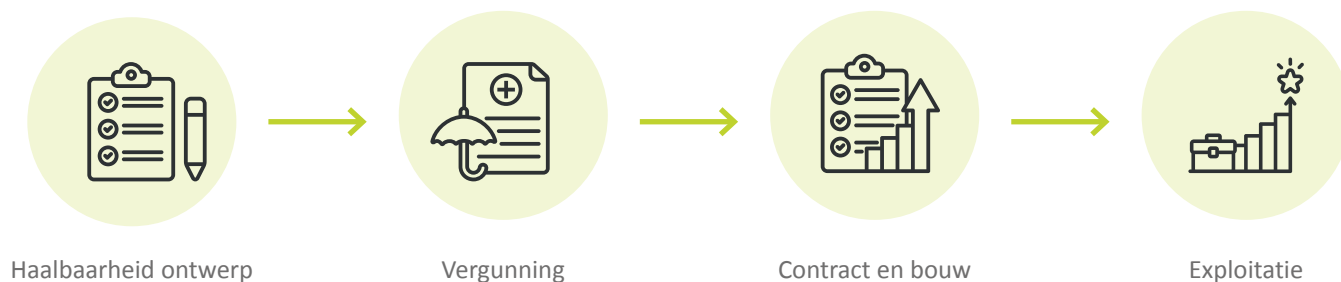 Haalbaarheid ontwerp
Vergunning
Contract en bouw
Exploitatie